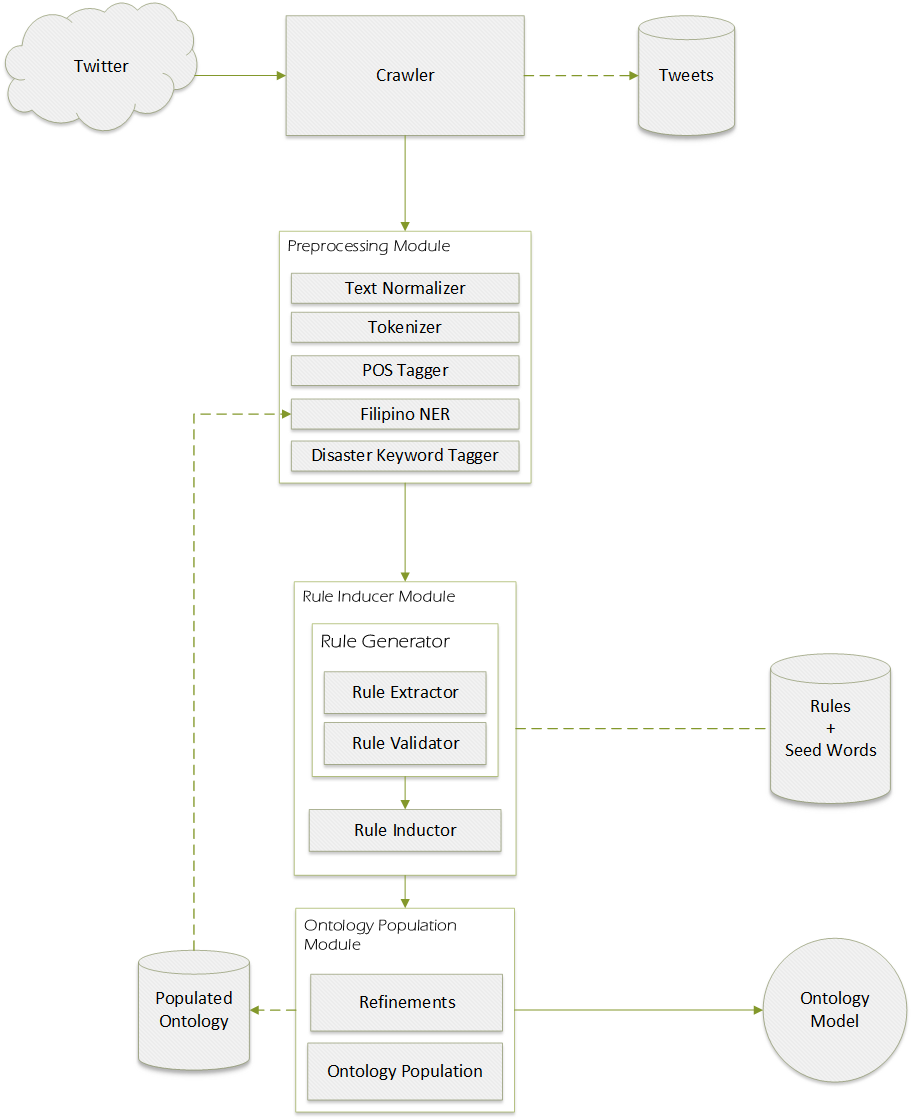 Twitter
Crawler
Tweets
Preprocessing Module
Text Normalizer
Tokenizer
POS Tagger
Filipino NER
Disaster Keyword Tagger
Rule Inducer Module
Rule Generator
Rule Extractor
Rule Validator
Rule Inductor
Rules
+
Seed Words
Ontology Population
Module
Refinements
Ontology Population
Populated
Ontology
Ontology
Model